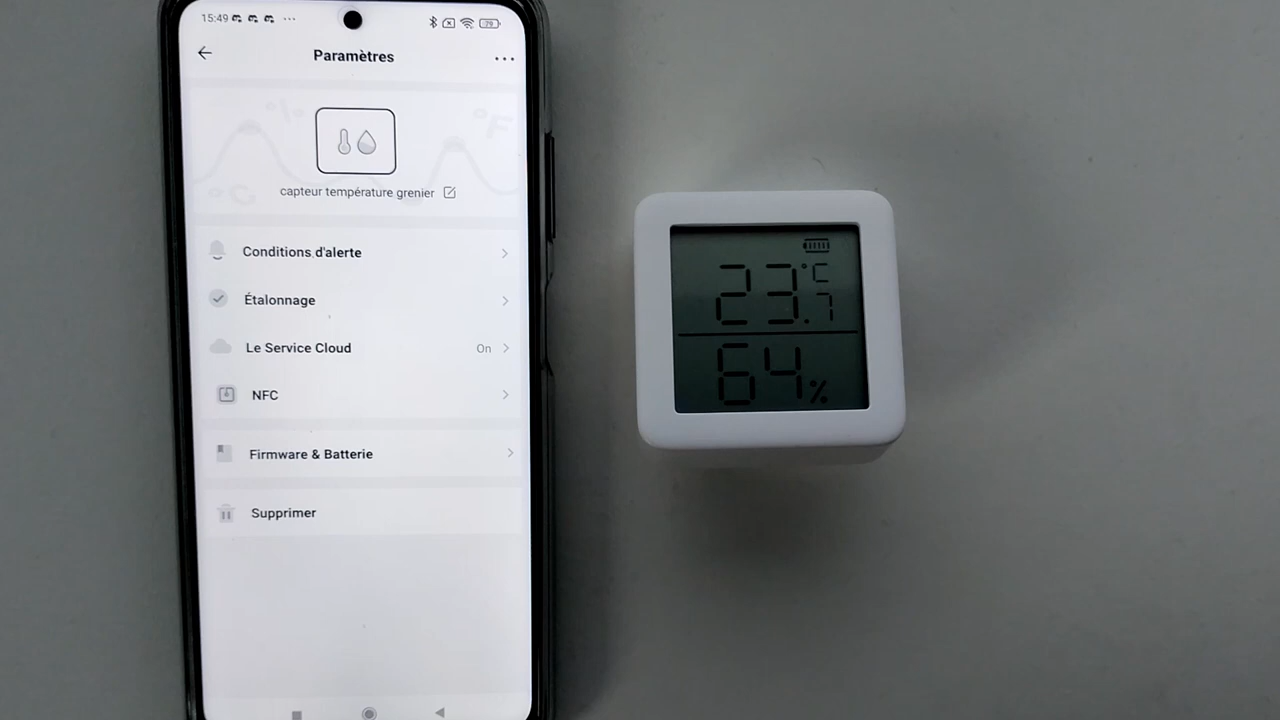 15:49 ...
79
Paramètres
capteur température grenier
Conditions d'alerte
Étalonnage
Le Service Cloud On
NFC
Firmware & Batterie
Supprimer
°C
%
°F
23.7 °C
64%